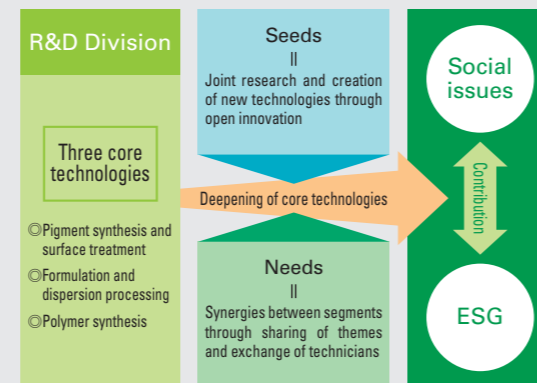 R&D Division
Three core
technologies
◎Pigment synthesis and
surface treatment
◎Formulation and
dispersion processing
◎Polymer synthesis
Seeds
||
Joint research and creation
of new technologies through
open innovation
Deepening of core technologies
Needs
||
Synergies between segments
through sharing of themes
and exchange of technicians
Social
issues
Contribution
ESG